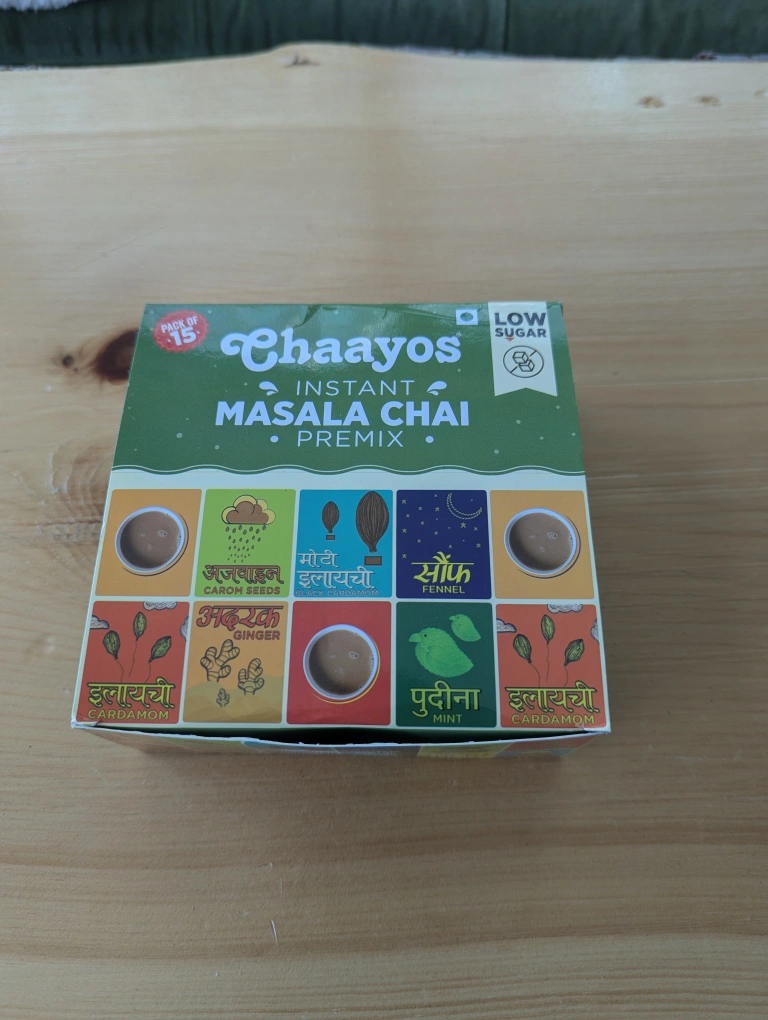 PACK OF
15
Chaayos
LOW
SUGAR
INSTANT
MASALA CHAI
• PREMIX •
अजवाइन
CAROM SEEDS
मोटी
इलायची
BLACK CARDAMOM
सौंफ
FENNEL
इलायची
CARDAMOM
अदरक
GINGER
पुदीना
MINT
इलायची
CARDAMOM